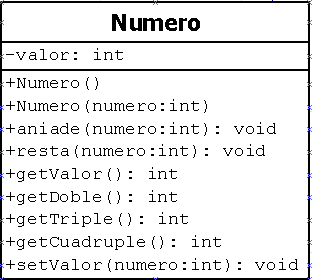 Numero
-valor: int
+Numero()
+Numero(numero:int)
+aniade(numero:int): void
+resta(numero:int): void
+getValor(): int
+getDoble(): int
+getTriple(): int
+getCuadruple(): int
+setValor(numero:int): void